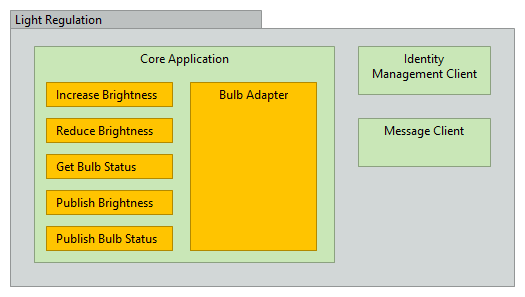 Light Regulation
Core Application
Increase Brightness
Reduce Brightness
Get Bulb Status
Publish Brightness
Publish Bulb Status
Bulb Adapter
Identity
Management Client
Message Client